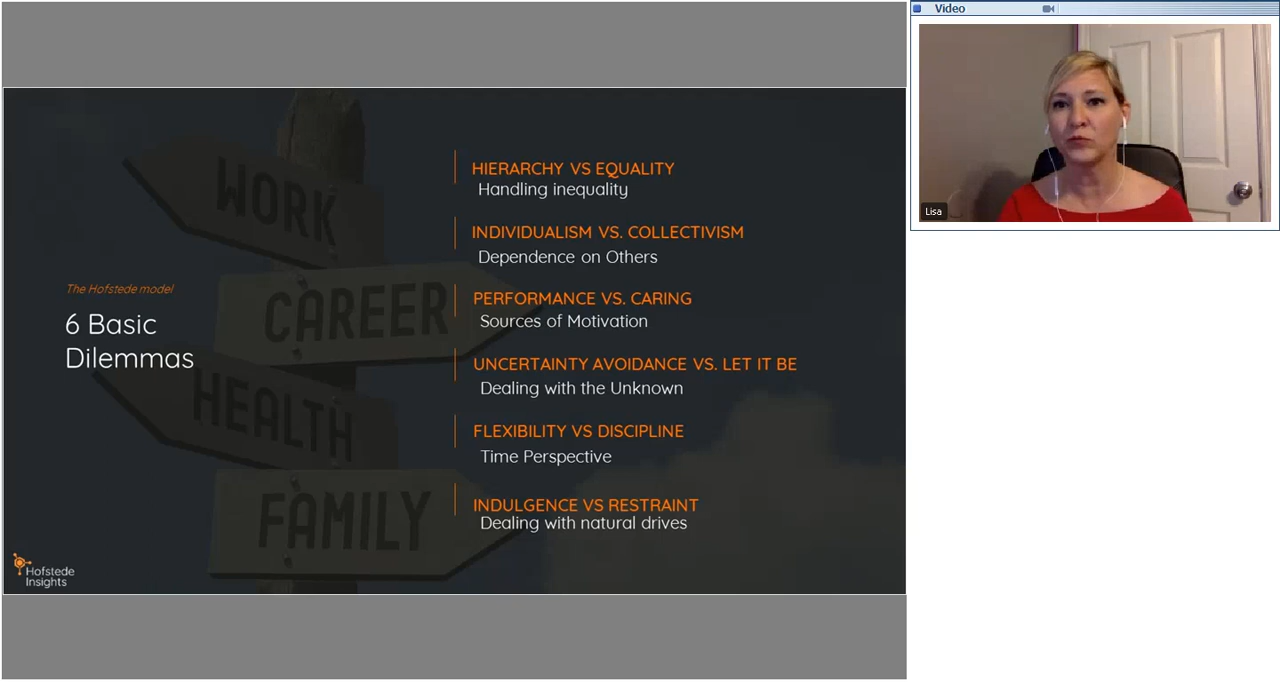 The Hofstede model
6 Basic
Dilemmas
WORK
CAREER
HEALTH
FAMILY
HIERARCHY VS EQUALITY
Handling inequality
INDIVIDUALISM VS. COLLECTIVISM
Dependence on Others
PERFORMANCE VS. CARING
Sources of Motivation
UNCERTAINTY AVOIDANCE VS. LET IT BE
Dealing with the Unknown
FLEXIBILITY VS DISCIPLINE
Time Perspective
INDULGENCE VS RESTRAINT
Dealing with natural drives
Hofstede
Insights
Video
Lisa